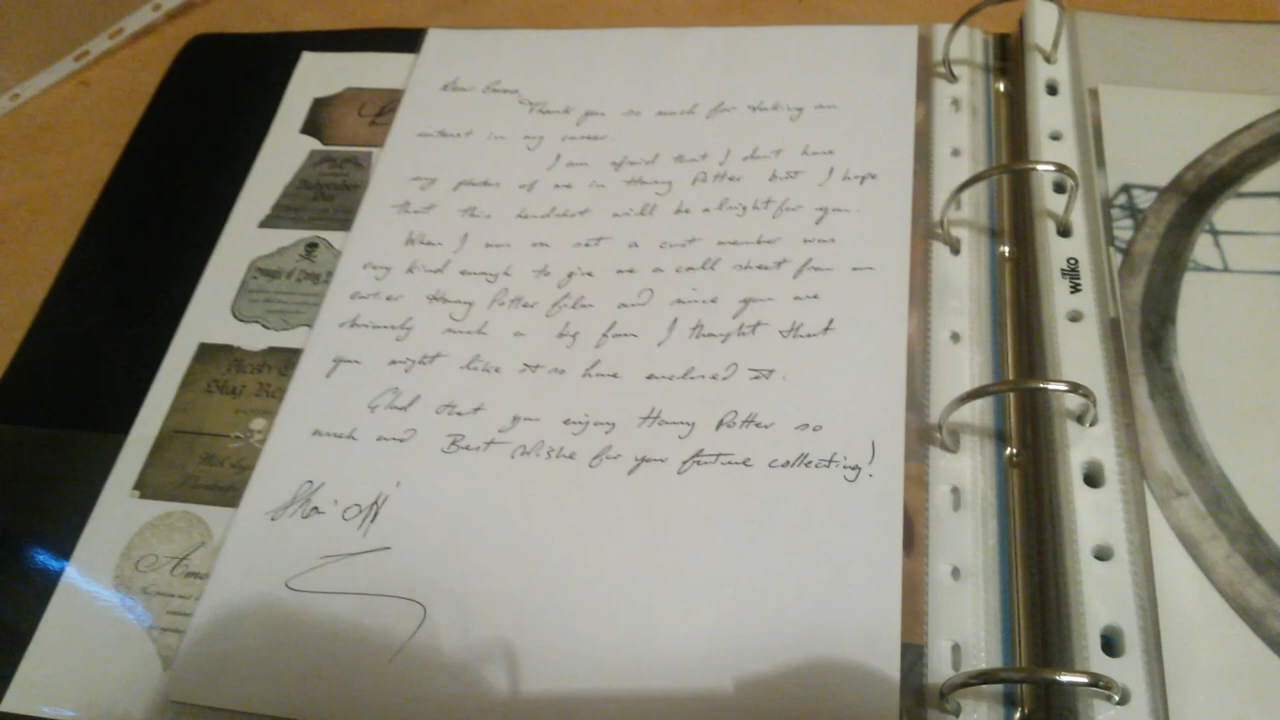 Dear Emma,
Thank you so much for taking an
interest in my career.
I am afraid that I don't have
any photos of me in Harry Potter but I hope
that this headshot will be alright for you.
When I was on set a cast member was
very kind enough to give me a call sheet from an
earlier Harry Potter film and since you are
obviously such a big fan I thought that
you might like it so have enclosed it.
Glad that you enjoy Harry Potter so
much and Best Wishe for your future collecting!
wilko